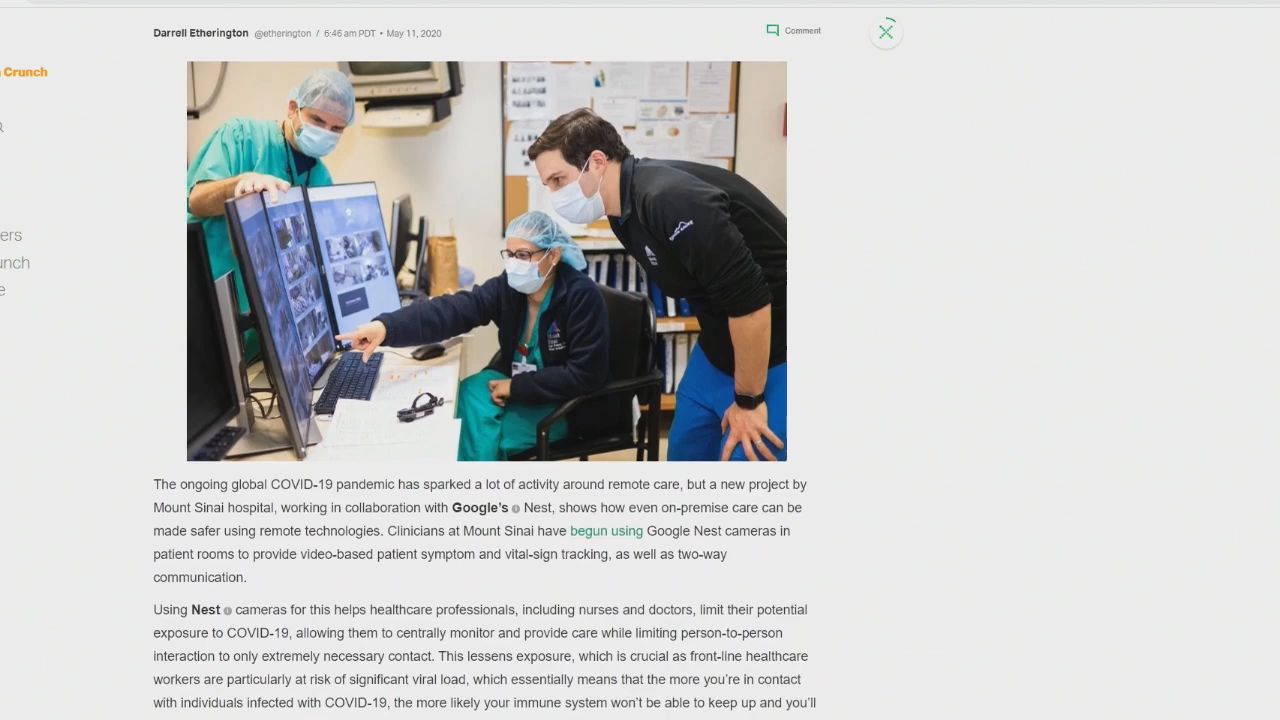 Darrell Etherington @etherington / 6:46 am PDT • May 11, 2020
Comment
Crunch
ers
unch
e
The ongoing global COVID-19 pandemic has sparked a lot of activity around remote care, but a new project by
Mount Sinai hospital, working in collaboration with Google's Nest, shows how even on-premise care can be
made safer using remote technologies. Clinicians at Mount Sinai have begun using Google Nest cameras in
patient rooms to provide video-based patient symptom and vital-sign tracking, as well as two-way
communication.
Using Nest cameras for this helps healthcare professionals, including nurses and doctors, limit their potential
exposure to COVID-19, allowing them to centrally monitor and provide care while limiting person-to-person
interaction to only extremely necessary contact. This lessens exposure, which is crucial as front-line healthcare
workers are particularly at risk of significant viral load, which essentially means that the more you're in contact
with individuals infected with COVID-19, the more likely your immune system won't be able to keep up and you'll